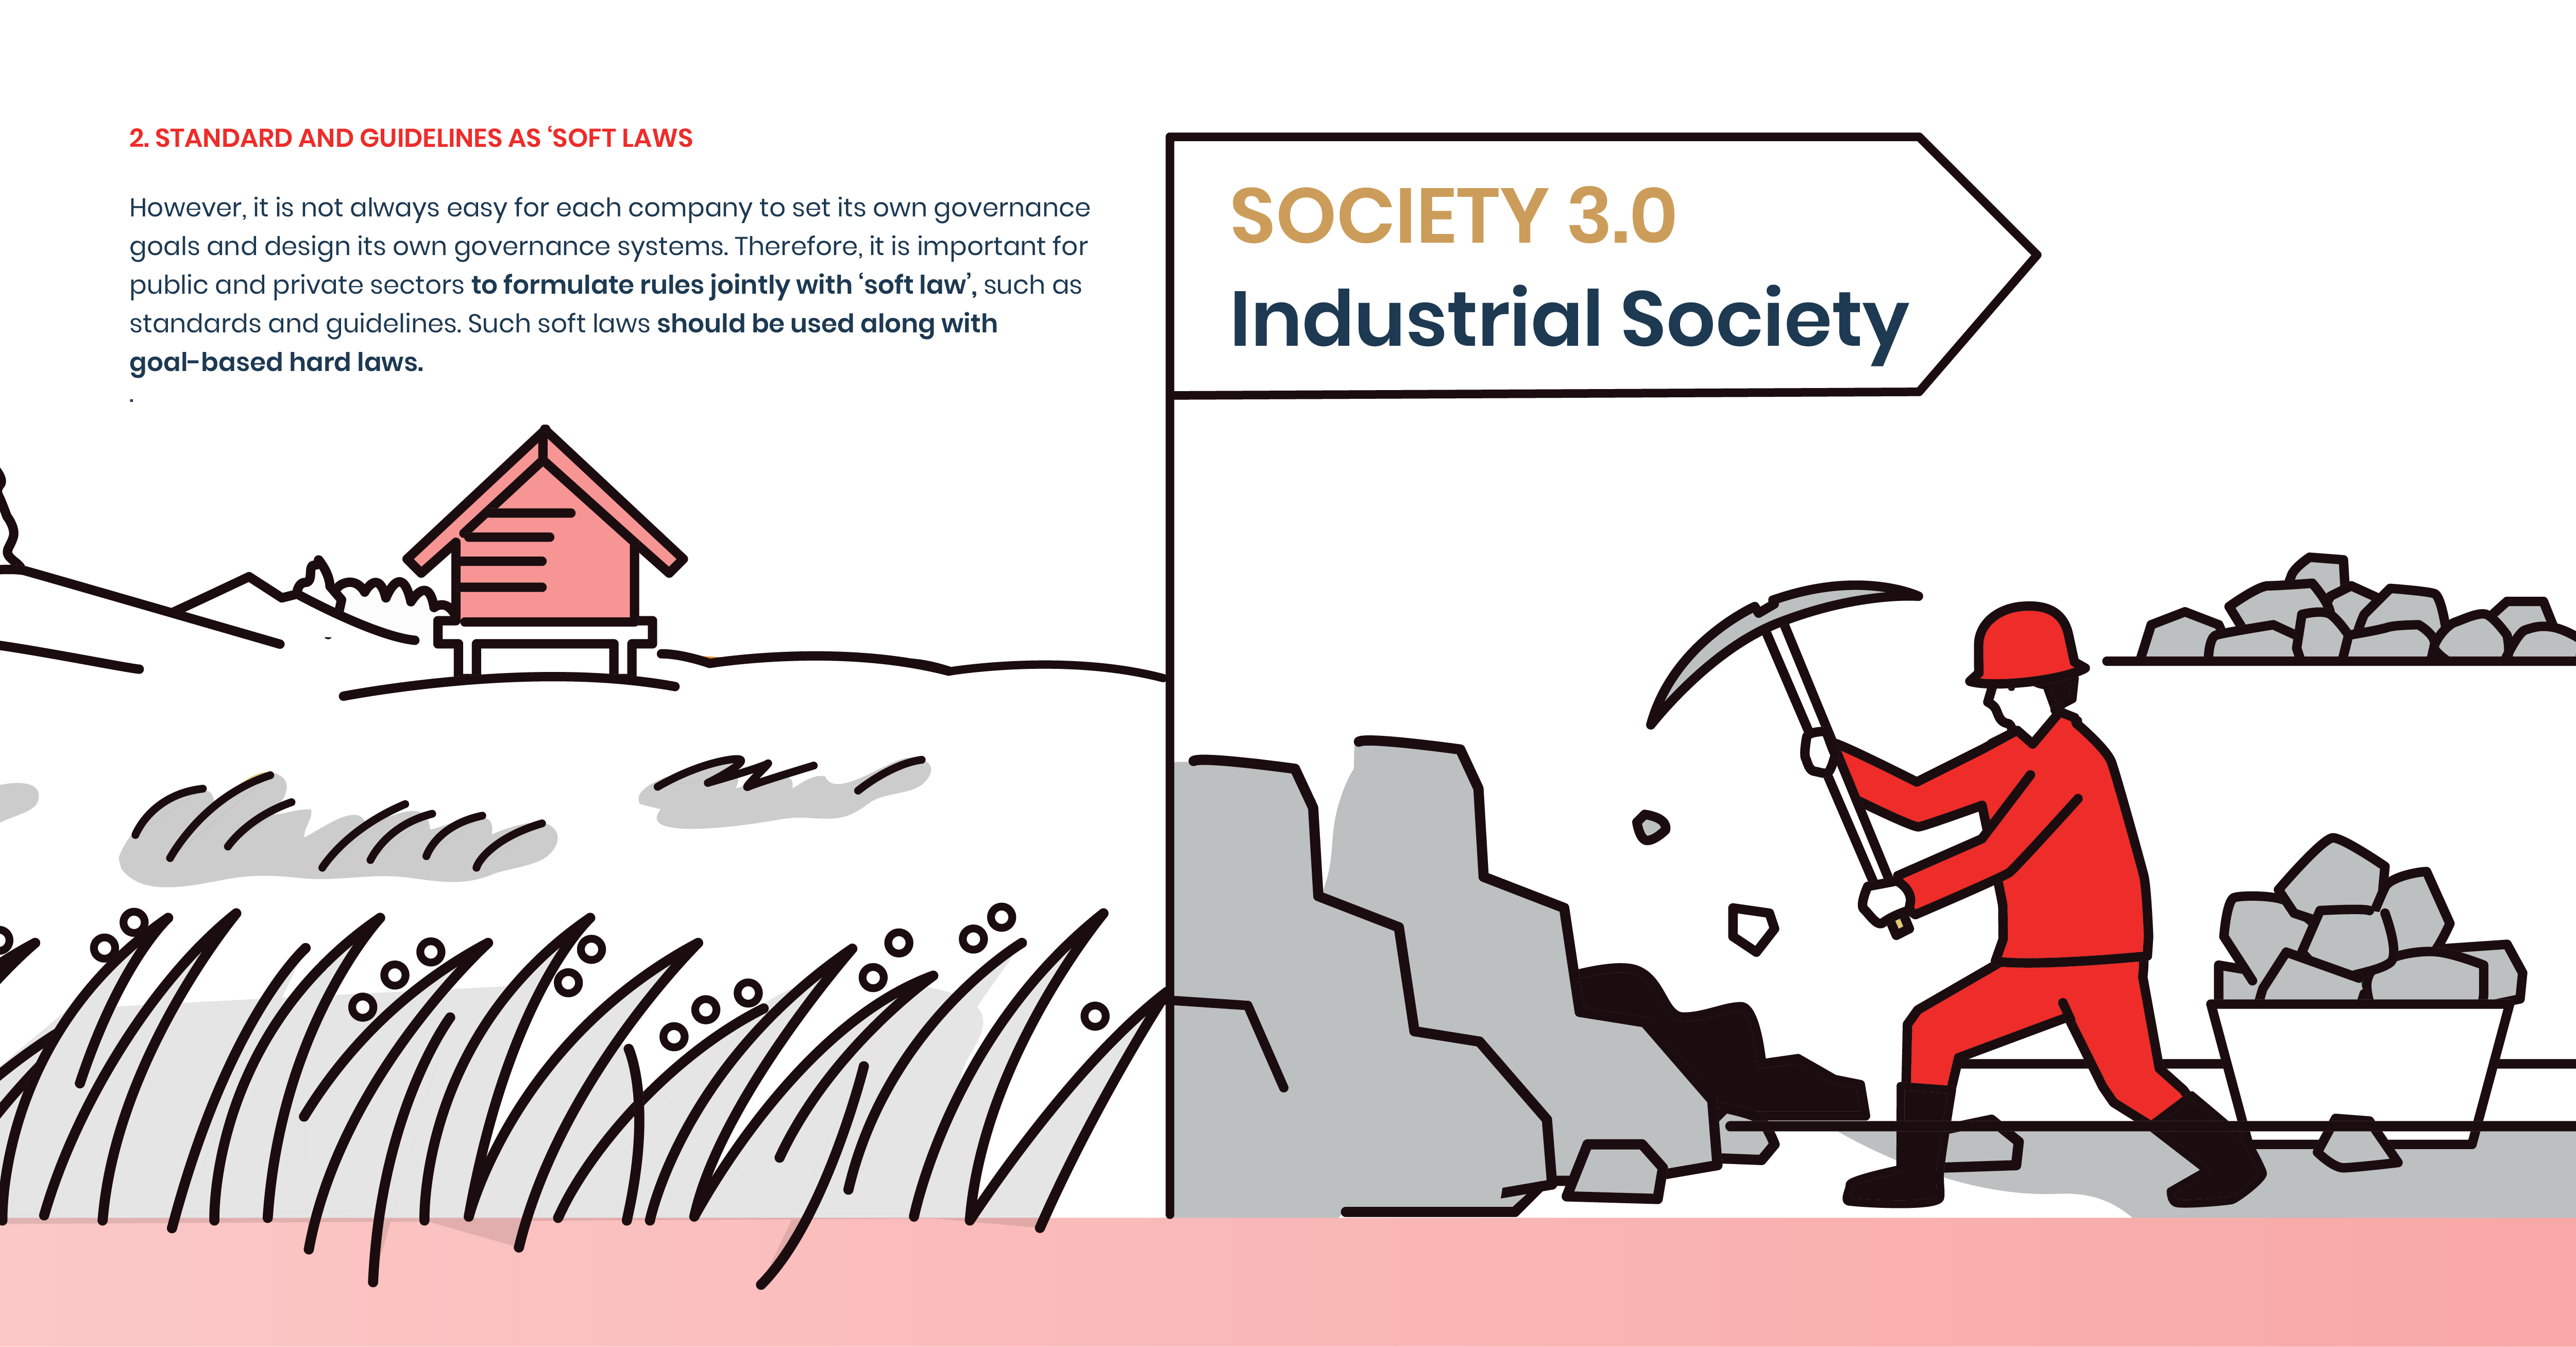 2. STANDARD AND GUIDELINES AS ‘SOFT LAWS
However, it is not always easy for each company to set its own governance
goals and design its own governance systems. Therefore, it is important for
public and private sectors to formulate rules jointly with ‘soft law’, such as
standards and guidelines. Such soft laws should be used along with
goal-based hard laws.
.
SOCIETY 3.0
Industrial Society